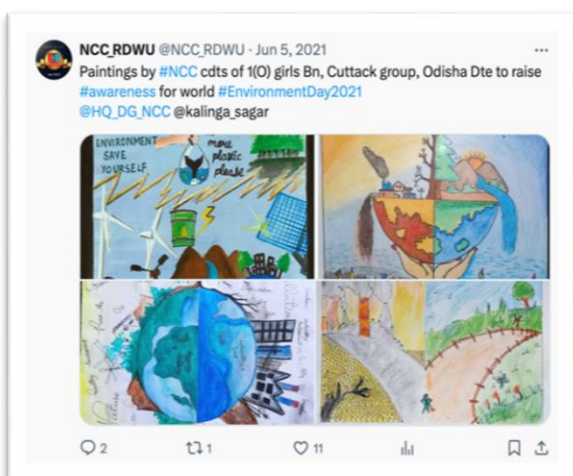 NCC_RDWU @NCC_RDWU · Jun 5, 2021
Paintings by #NCC cdts of 1(O) girls Bn, Cuttack group, Odisha Dte to raise
#awareness for world #EnvironmentDay2021
@HQ_DG_NCC @kalinga_sagar
ENVIRONMENT
SAVE
YOURSELF
more
plastic
please
2 1 11